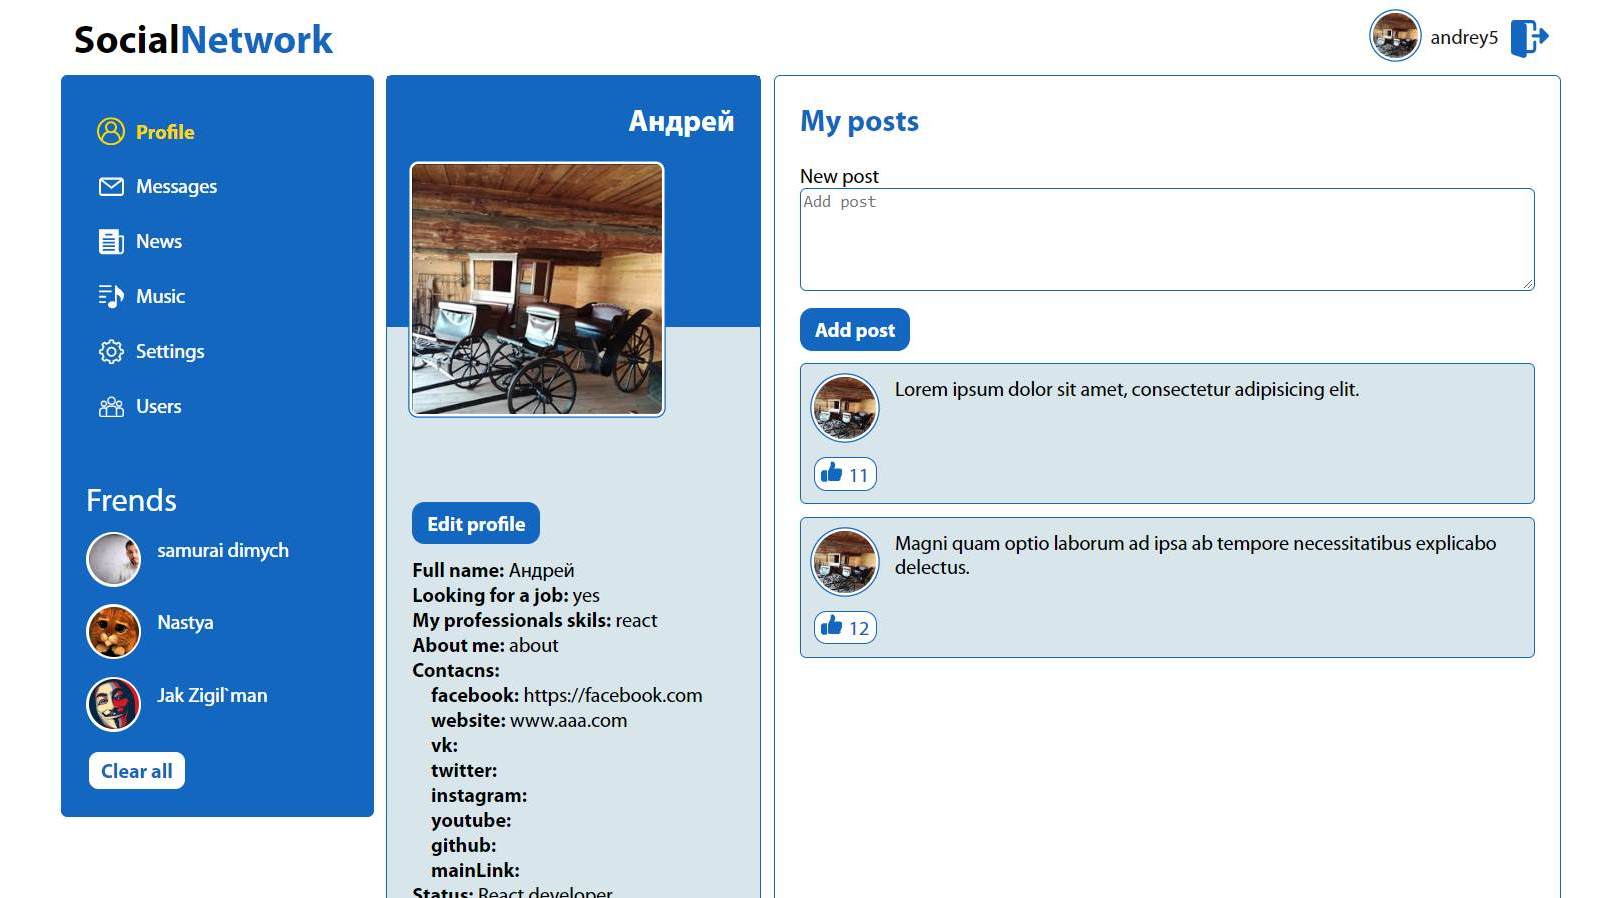 SocialNetwork
andrey5
Profile
Messages
News
Music
Settings
Users
Frends
samurai dimych
Nastya
Jak Zigil`man
Clear all
Андрей
Edit profile
Full name: Андрей
Looking for a job: yes
My professionals skils: react
About me: about
Contacns:
facebook: https://facebook.com
website: www.aaa.com
vk:
twitter:
instagram:
youtube:
github:
mainLink:
Status: React developer
My posts
New post
Add post
Add post
Lorem ipsum dolor sit amet, consectetur adipisicing elit.
11
Magni quam optio laborum ad ipsa ab tempore necessitatibus explicabo
delectus.
12